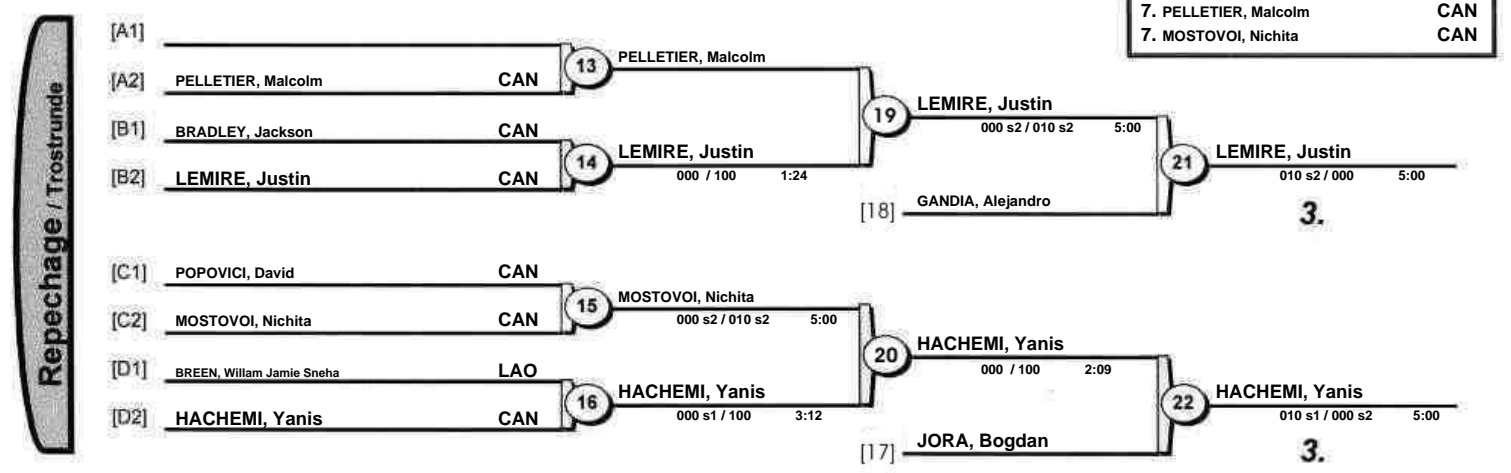 7. PELLETIER, Malcolm CAN
7. MOSTOVOI, Nichita CAN
Repechage / Trostrunde
[A1]
13 PELLETIER, Malcolm
[A2] PELLETIER, Malcolm CAN
19 LEMIRE, Justin
000 s2 / 010 s2 5:00
[B1] BRADLEY, Jackson CAN
14 LEMIRE, Justin
000 / 100 1:24
21 LEMIRE, Justin
010 s2 / 000 5:00
[B2] LEMIRE, Justin CAN
[18] GANDIA, Alejandro
3.
[C1] POPOVICI, David CAN
15 MOSTOVOI, Nichita
000 s2 / 010 s2 5:00
[C2] MOSTOVOI, Nichita CAN
20 HACHEMI, Yanis
000 / 100 2:09
[D1] BREEN, Willam Jamie Sneha LAO
16 HACHEMI, Yanis
000 s1 / 100 3:12
22 HACHEMI, Yanis
010 s1 / 000 s2 5:00
[D2] HACHEMI, Yanis CAN
[17] JORA, Bogdan
3.